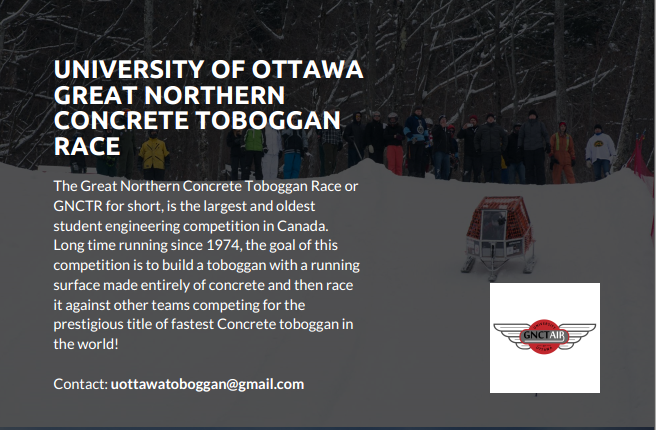 UNIVERSITY OF OTTAWA
GREAT NORTHERN
CONCRETE TOBOGGAN
RACE
The Great Northern Concrete Toboggan Race or
GNCTR for short, is the largest and oldest
student engineering competition in Canada.
Long time running since 1974, the goal of this
competition is to build a toboggan with a running
surface made entirely of concrete and then race
it against other teams competing for the
prestigious title of fastest Concrete toboggan in
the world!
Contact: uottawatoboggan@gmail.com
GNCTAIR